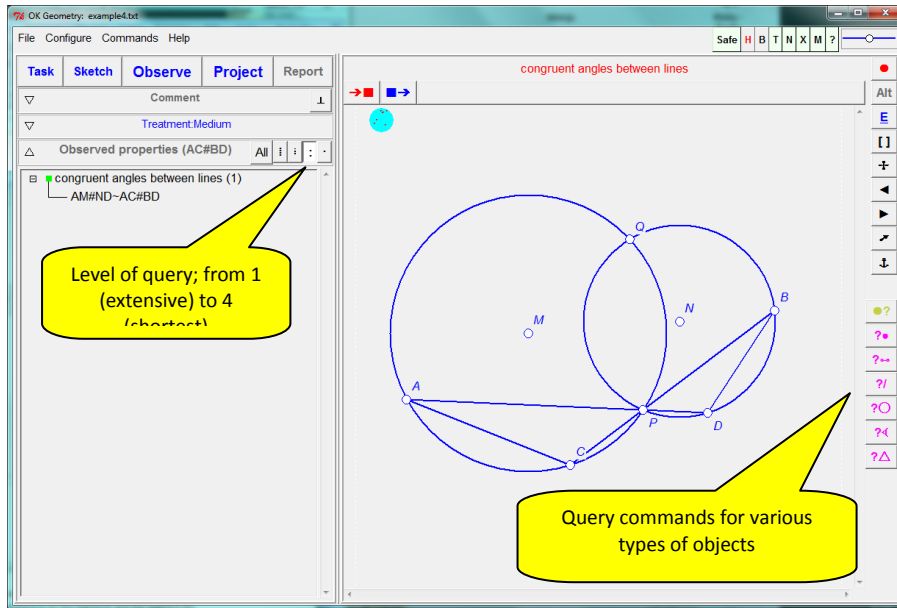 OK Geometry: example4.txt
File Configure Commands Help
Safe H B T N X M ?
Task Sketch Observe Project Report
congruent angles between lines
Comment
Alt
Treatment:Medium
E
Observed properties (AC#BD) All
[ ]
congruent angles between lines (1)
AM#ND~AC#BD
Level of query; from 1
(extensive) to 4
(shortest)
Q
B
N
M
A
P
D
C
?
?
?
?/
?
?
?
Query commands for various
types of objects